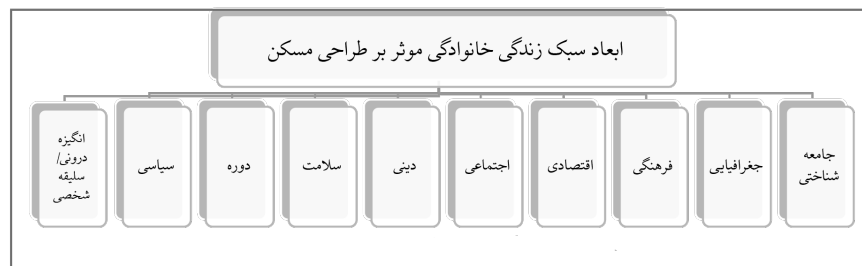 ابعاد سبک زندگی خانوادگی موثر بر طراحی مسکن
جامعه
شناختی
جغرافیایی
فرهنگی
اقتصادی
اجتماعی
دینی
سلامت
دوره
سیاسی
انگیزه
درونی/
سلیقه
شخصی